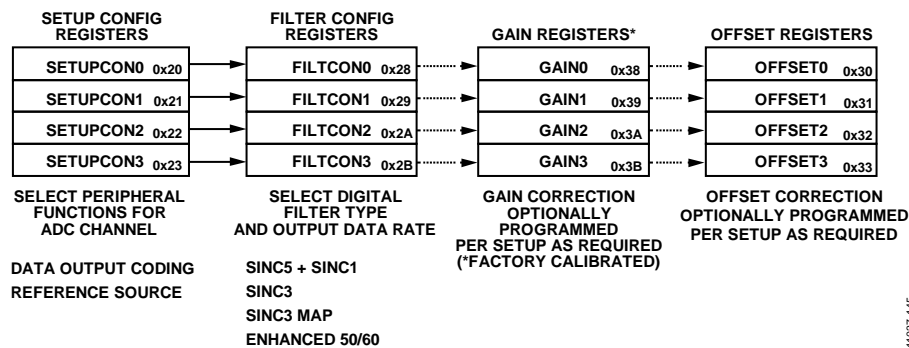 SETUP CONFIG
REGISTERS
SETUPCON0 0x20
SETUPCON1 0x21
SETUPCON2 0x22
SETUPCON3 0x23
SELECT PERIPHERAL
FUNCTIONS FOR
ADC CHANNEL
DATA OUTPUT CODING
REFERENCE SOURCE
FILTER CONFIG
REGISTERS
FILTCON0 0x28
FILTCON1 0x29
FILTCON2 0x2A
FILTCON3 0x2B
SELECT DIGITAL
FILTER TYPE
AND OUTPUT DATA RATE
SINC5 + SINC1
SINC3
SINC3 MAP
ENHANCED 50/60
GAIN REGISTERS*
GAIN0 0x38
GAIN1 0x39
GAIN2 0x3A
GAIN3 0x3B
GAIN CORRECTION
OPTIONALLY
PROGRAMMED
PER SETUP AS REQUIRED
(*FACTORY CALIBRATED)
OFFSET REGISTERS
OFFSET0 0x30
OFFSET1 0x31
OFFSET2 0x32
OFFSET3 0x33
OFFSET CORRECTION
OPTIONALLY PROGRAMMED
PER SETUP AS REQUIRED